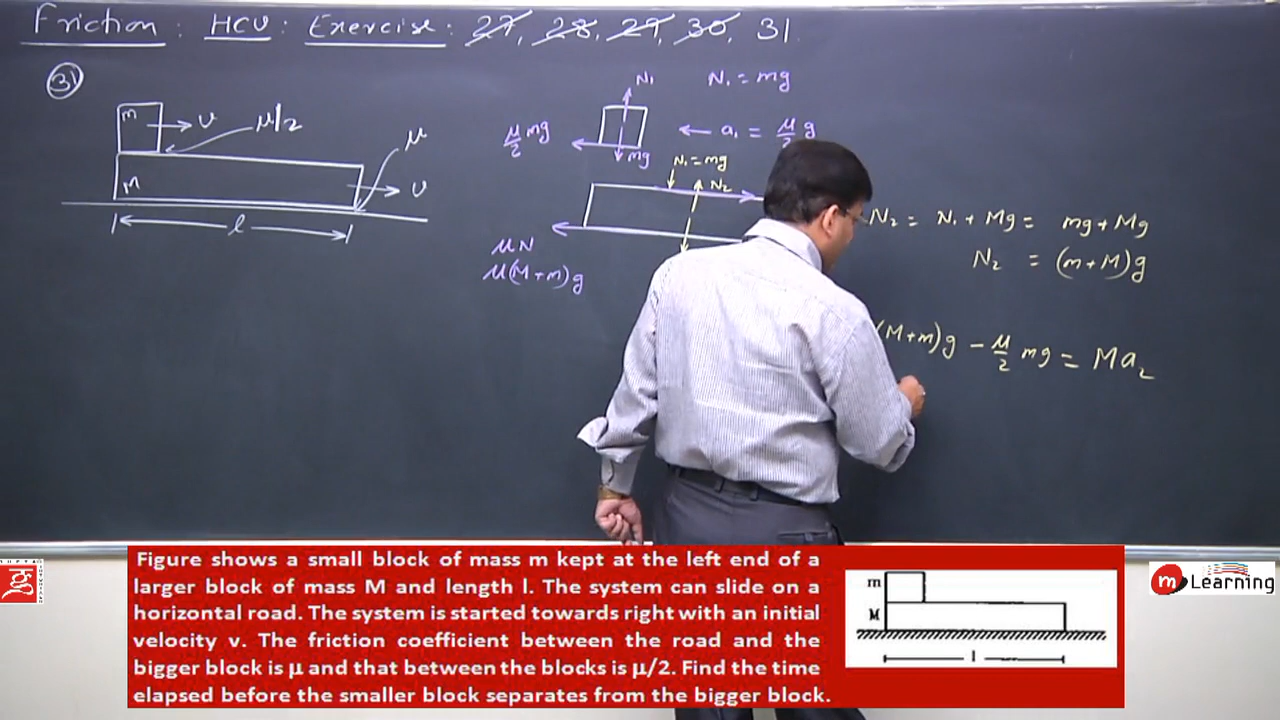 Friction : HCV : Exercise : 27, 28, 29, 30, 31.
31
m
v
μ/2
μ
M
v
l
N₁
N₁ = mg
μ/2 mg
mg
a₁ = μ/2 g
N₁ = mg
N₂
μN
μ(M+m)g
N₂ = N₁ + Mg = mg + Mg
N₂ = (m+M)g
(M+m)g - μ/2 mg = Ma₂
Figure shows a small block of mass m kept at the left end of a
larger block of mass M and length l. The system can slide on a
horizontal road. The system is started towards right with an initial
velocity v. The friction coefficient between the road and the
bigger block is μ and that between the blocks is μ/2. Find the time
elapsed before the smaller block separates from the bigger block.
m
M
l
m Learning